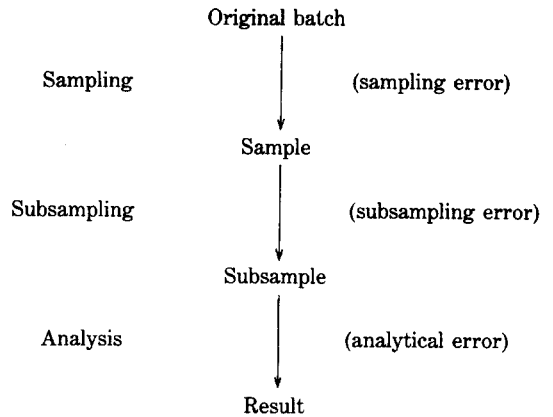 Original batch
Sampling (sampling error)
Sample
Subsampling (subsampling error)
Subsample
Analysis (analytical error)
Result